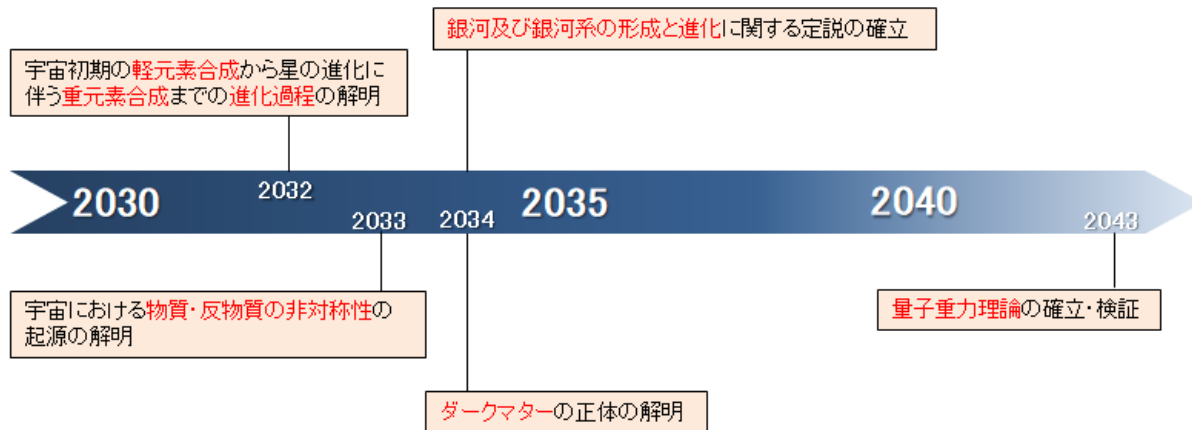 銀河及び銀河系の形成と進化に関する定説の確立
宇宙初期の軽元素合成から星の進化に
伴う重元素合成までの進化過程の解明
2030
2032
2033
2034
2035
2040
2043
宇宙における物質・反物質の非対称性の
起源の解明
量子重力理論の確立・検証
ダークマターの正体の解明